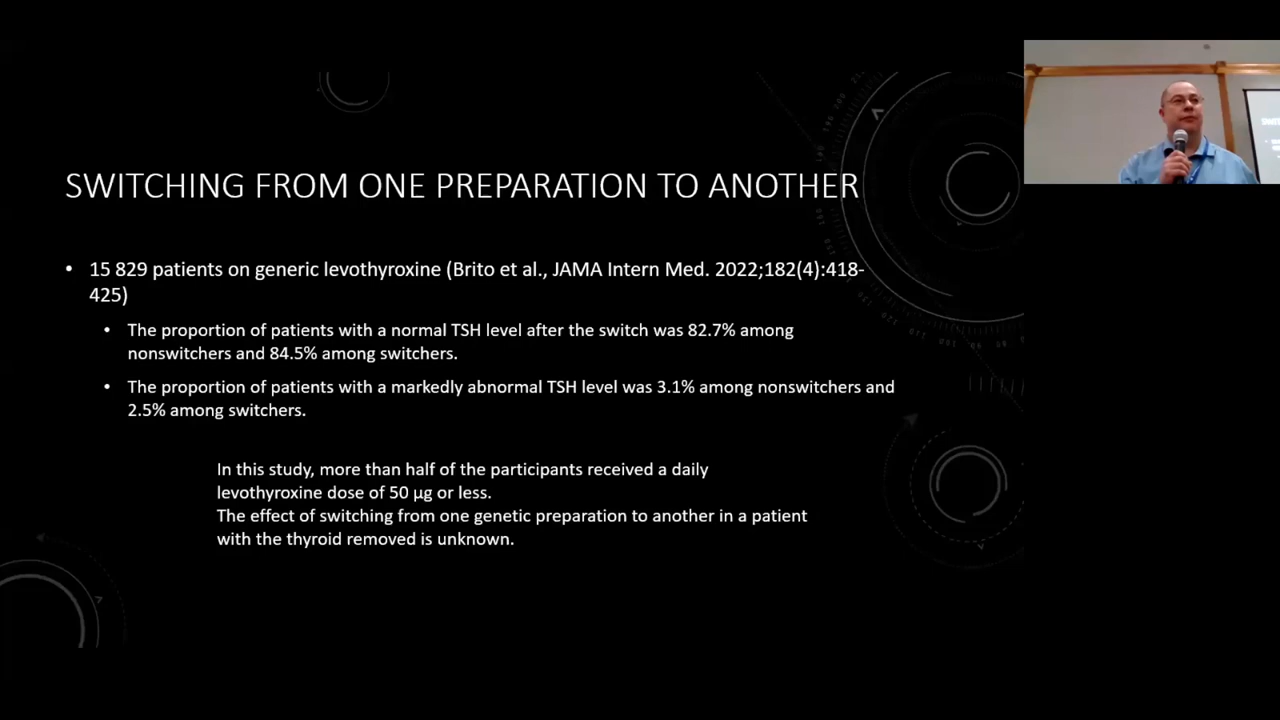 SWITCHING FROM ONE PREPARATION TO ANOTHER
• 15 829 patients on generic levothyroxine (Brito et al., JAMA Intern Med. 2022;182(4):418-
425)
• The proportion of patients with a normal TSH level after the switch was 82.7% among
nonswitchers and 84.5% among switchers.
• The proportion of patients with a markedly abnormal TSH level was 3.1% among nonswitchers and
2.5% among switchers.
In this study, more than half of the participants received a daily
levothyroxine dose of 50 µg or less.
The effect of switching from one genetic preparation to another in a patient
with the thyroid removed is unknown.